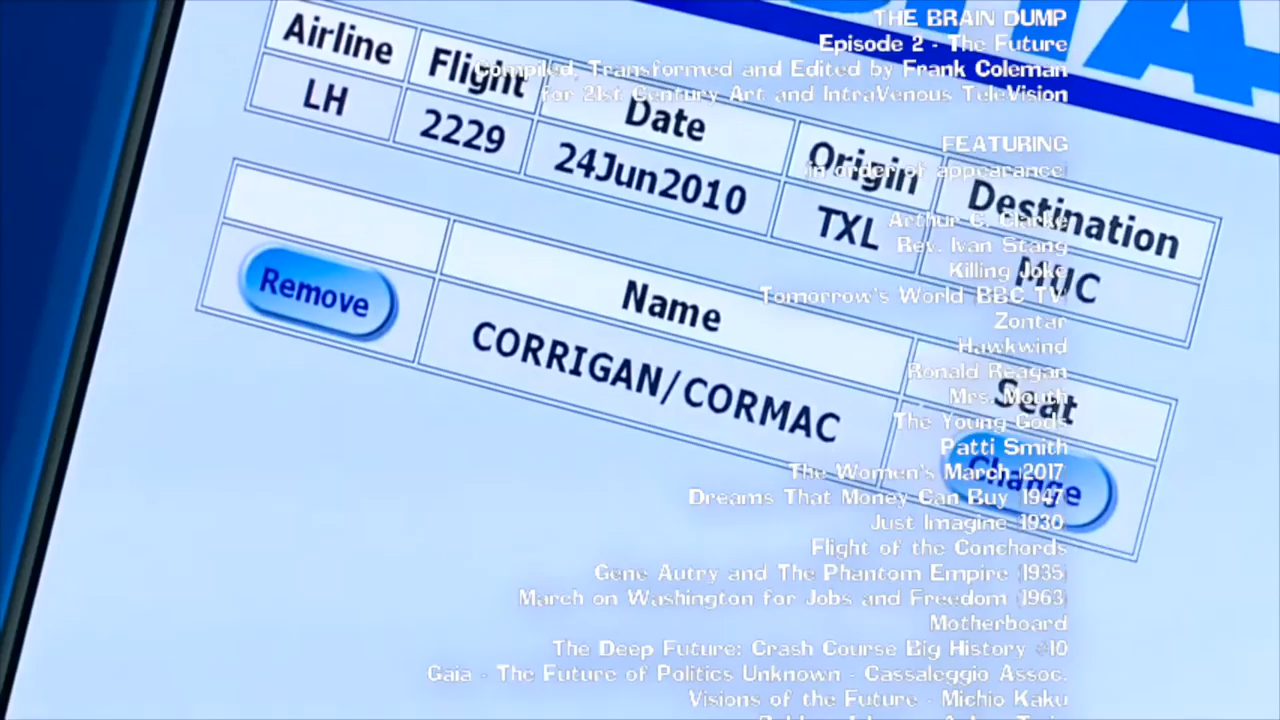 Airline Flight Date Origin Destination
LH 2229 24Jun2010 TXL MUC
Name Seat
Remove CORRIGAN/CORMAC Change
THE BRAIN DUMP
Episode 2 - The Future
Compiled, Transformed and Edited by Frank Coleman
for 21st Century Art and IntraVenous TeleVision
FEATURING
in order of appearance
Arthur C. Clarke
Rev. Ivan Stang
Killing Joke
Tomorrow's World BBC TV
Zontar
Hawkwind
Ronald Reagan
Mrs. Mouth
The Young Gods
Patti Smith
The Women's March 2017
Dreams That Money Can Buy 1947
Just Imagine 1930
Flight of the Conchords
Gene Autry and The Phantom Empire (1935)
March on Washington for Jobs and Freedom (1963)
Motherboard
The Deep Future: Crash Course Big History #10
Gaia - The Future of Politics Unknown - Cassaleggio Assoc.
Visions of the Future - Michio Kaku